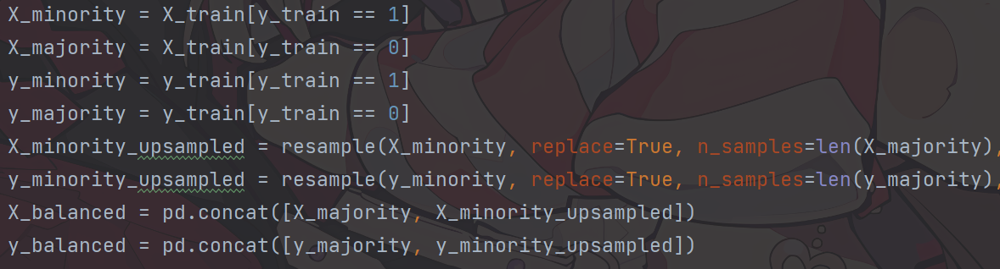 X_minority = X_train[y_train == 1]
X_majority = X_train[y_train == 0]
y_minority = y_train[y_train == 1]
y_majority = y_train[y_train == 0]
X_minority_upsampled = resample(X_minority, replace=True, n_samples=len(X_majority),
y_minority_upsampled = resample(y_minority, replace=True, n_samples=len(y_majority),
X_balanced = pd.concat([X_majority, X_minority_upsampled])
y_balanced = pd.concat([y_majority, y_minority_upsampled])